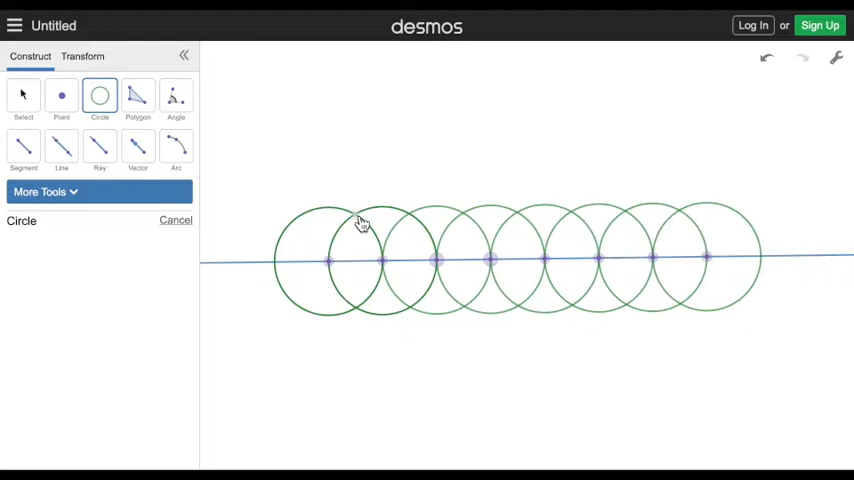 Untitled
desmos
Log In or Sign Up
Construct Transform
Select Point Circle Polygon Angle
Segment Line Ray Vector Arc
More Tools
Circle Cancel